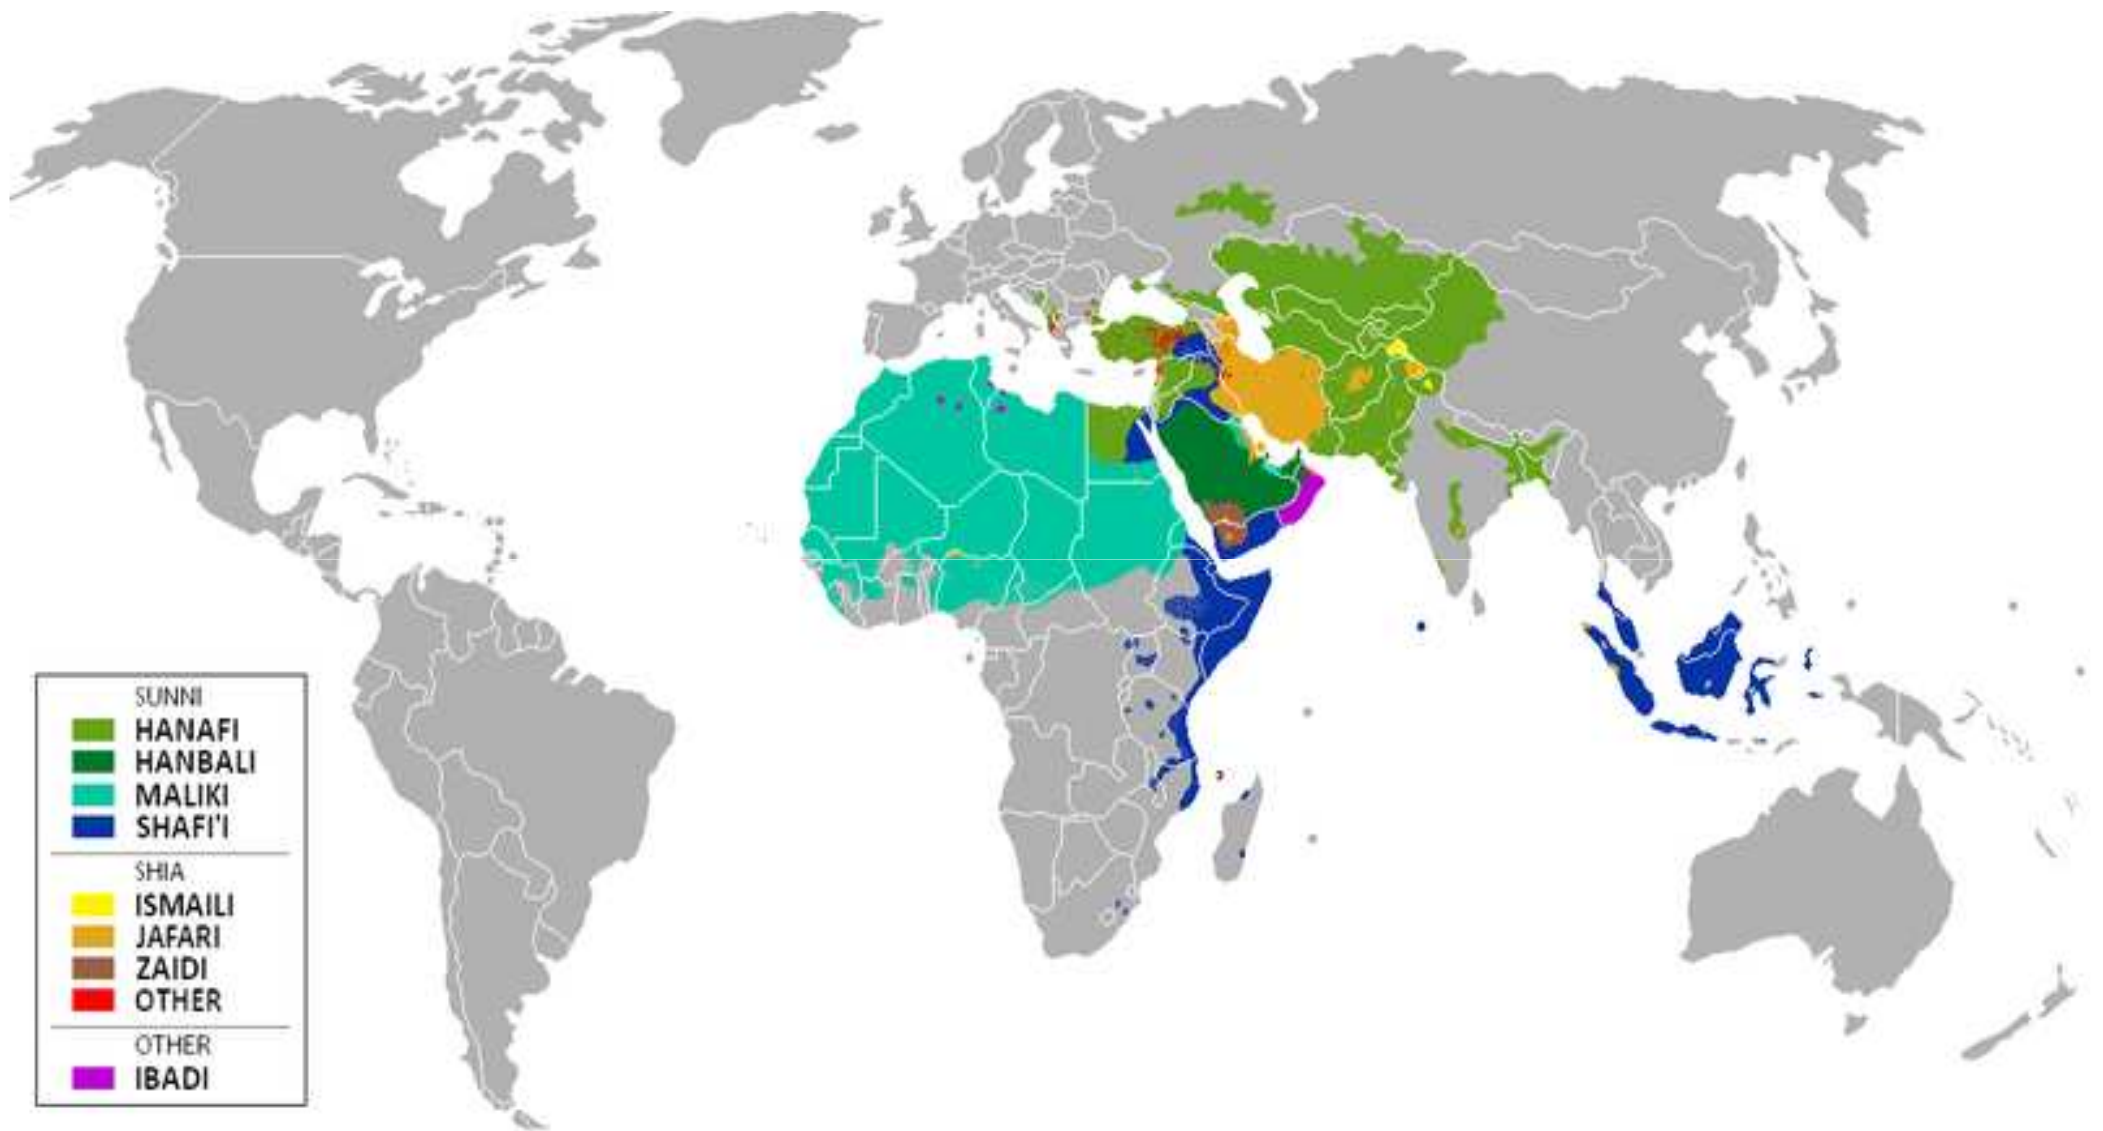 SUNNI
HANAFI
HANBALI
MALIKI
SHAFI'I
SHIA
ISMAILI
JAFARI
ZAIDI
OTHER
OTHER
IBADI